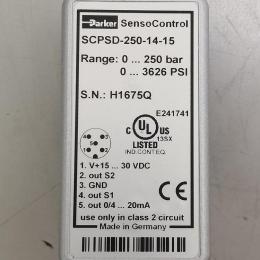 Parker SensoControl
SCPSD-250-14-15
Range: 0 ... 250 bar
0 ... 3626 PSI
S.N.: H1675Q
E241741
C UL US
LISTED 13SX
IND.CONT.EQ.
1. V+15 ... 30 VDC
2. out S2
3. GND
4. out S1
5. out 0/4 ... 20mA
CE
use only in class 2 circuit
Made in Germany